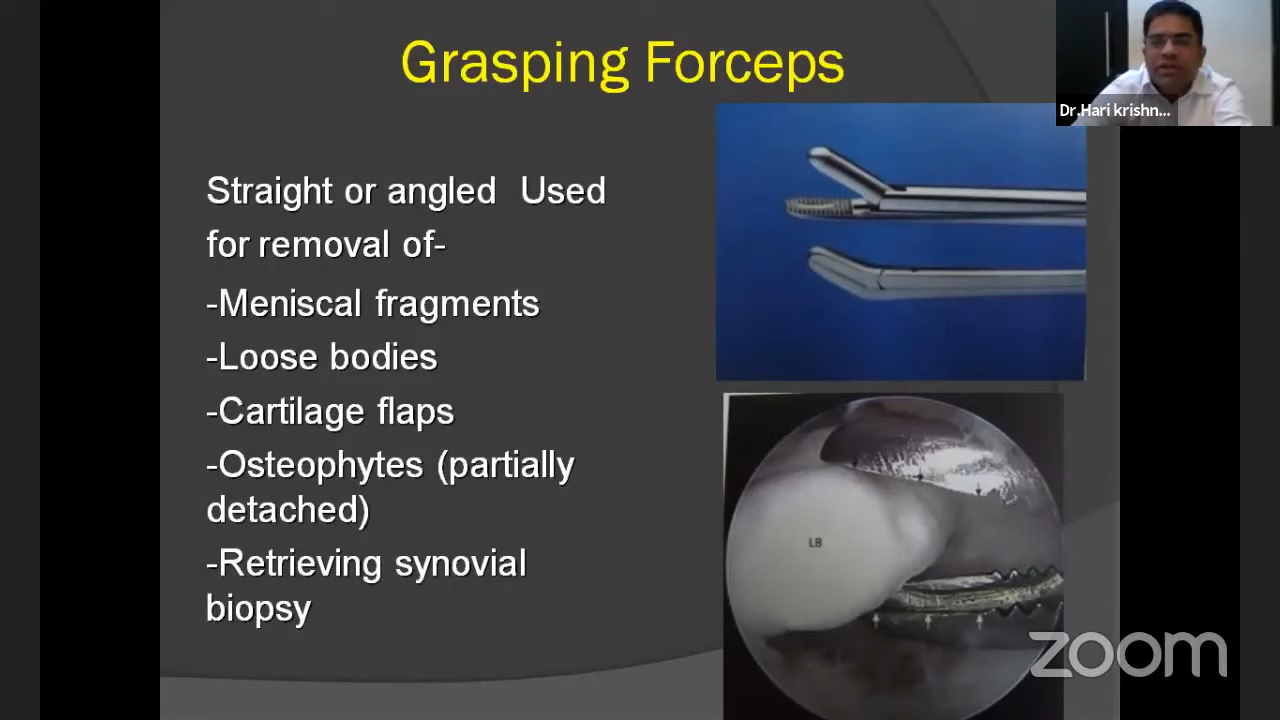 Grasping Forceps
Dr.Hari krishn...
Straight or angled Used
for removal of-
-Meniscal fragments
-Loose bodies
-Cartilage flaps
-Osteophytes (partially
detached)
-Retrieving synovial
biopsy
LB
zoom